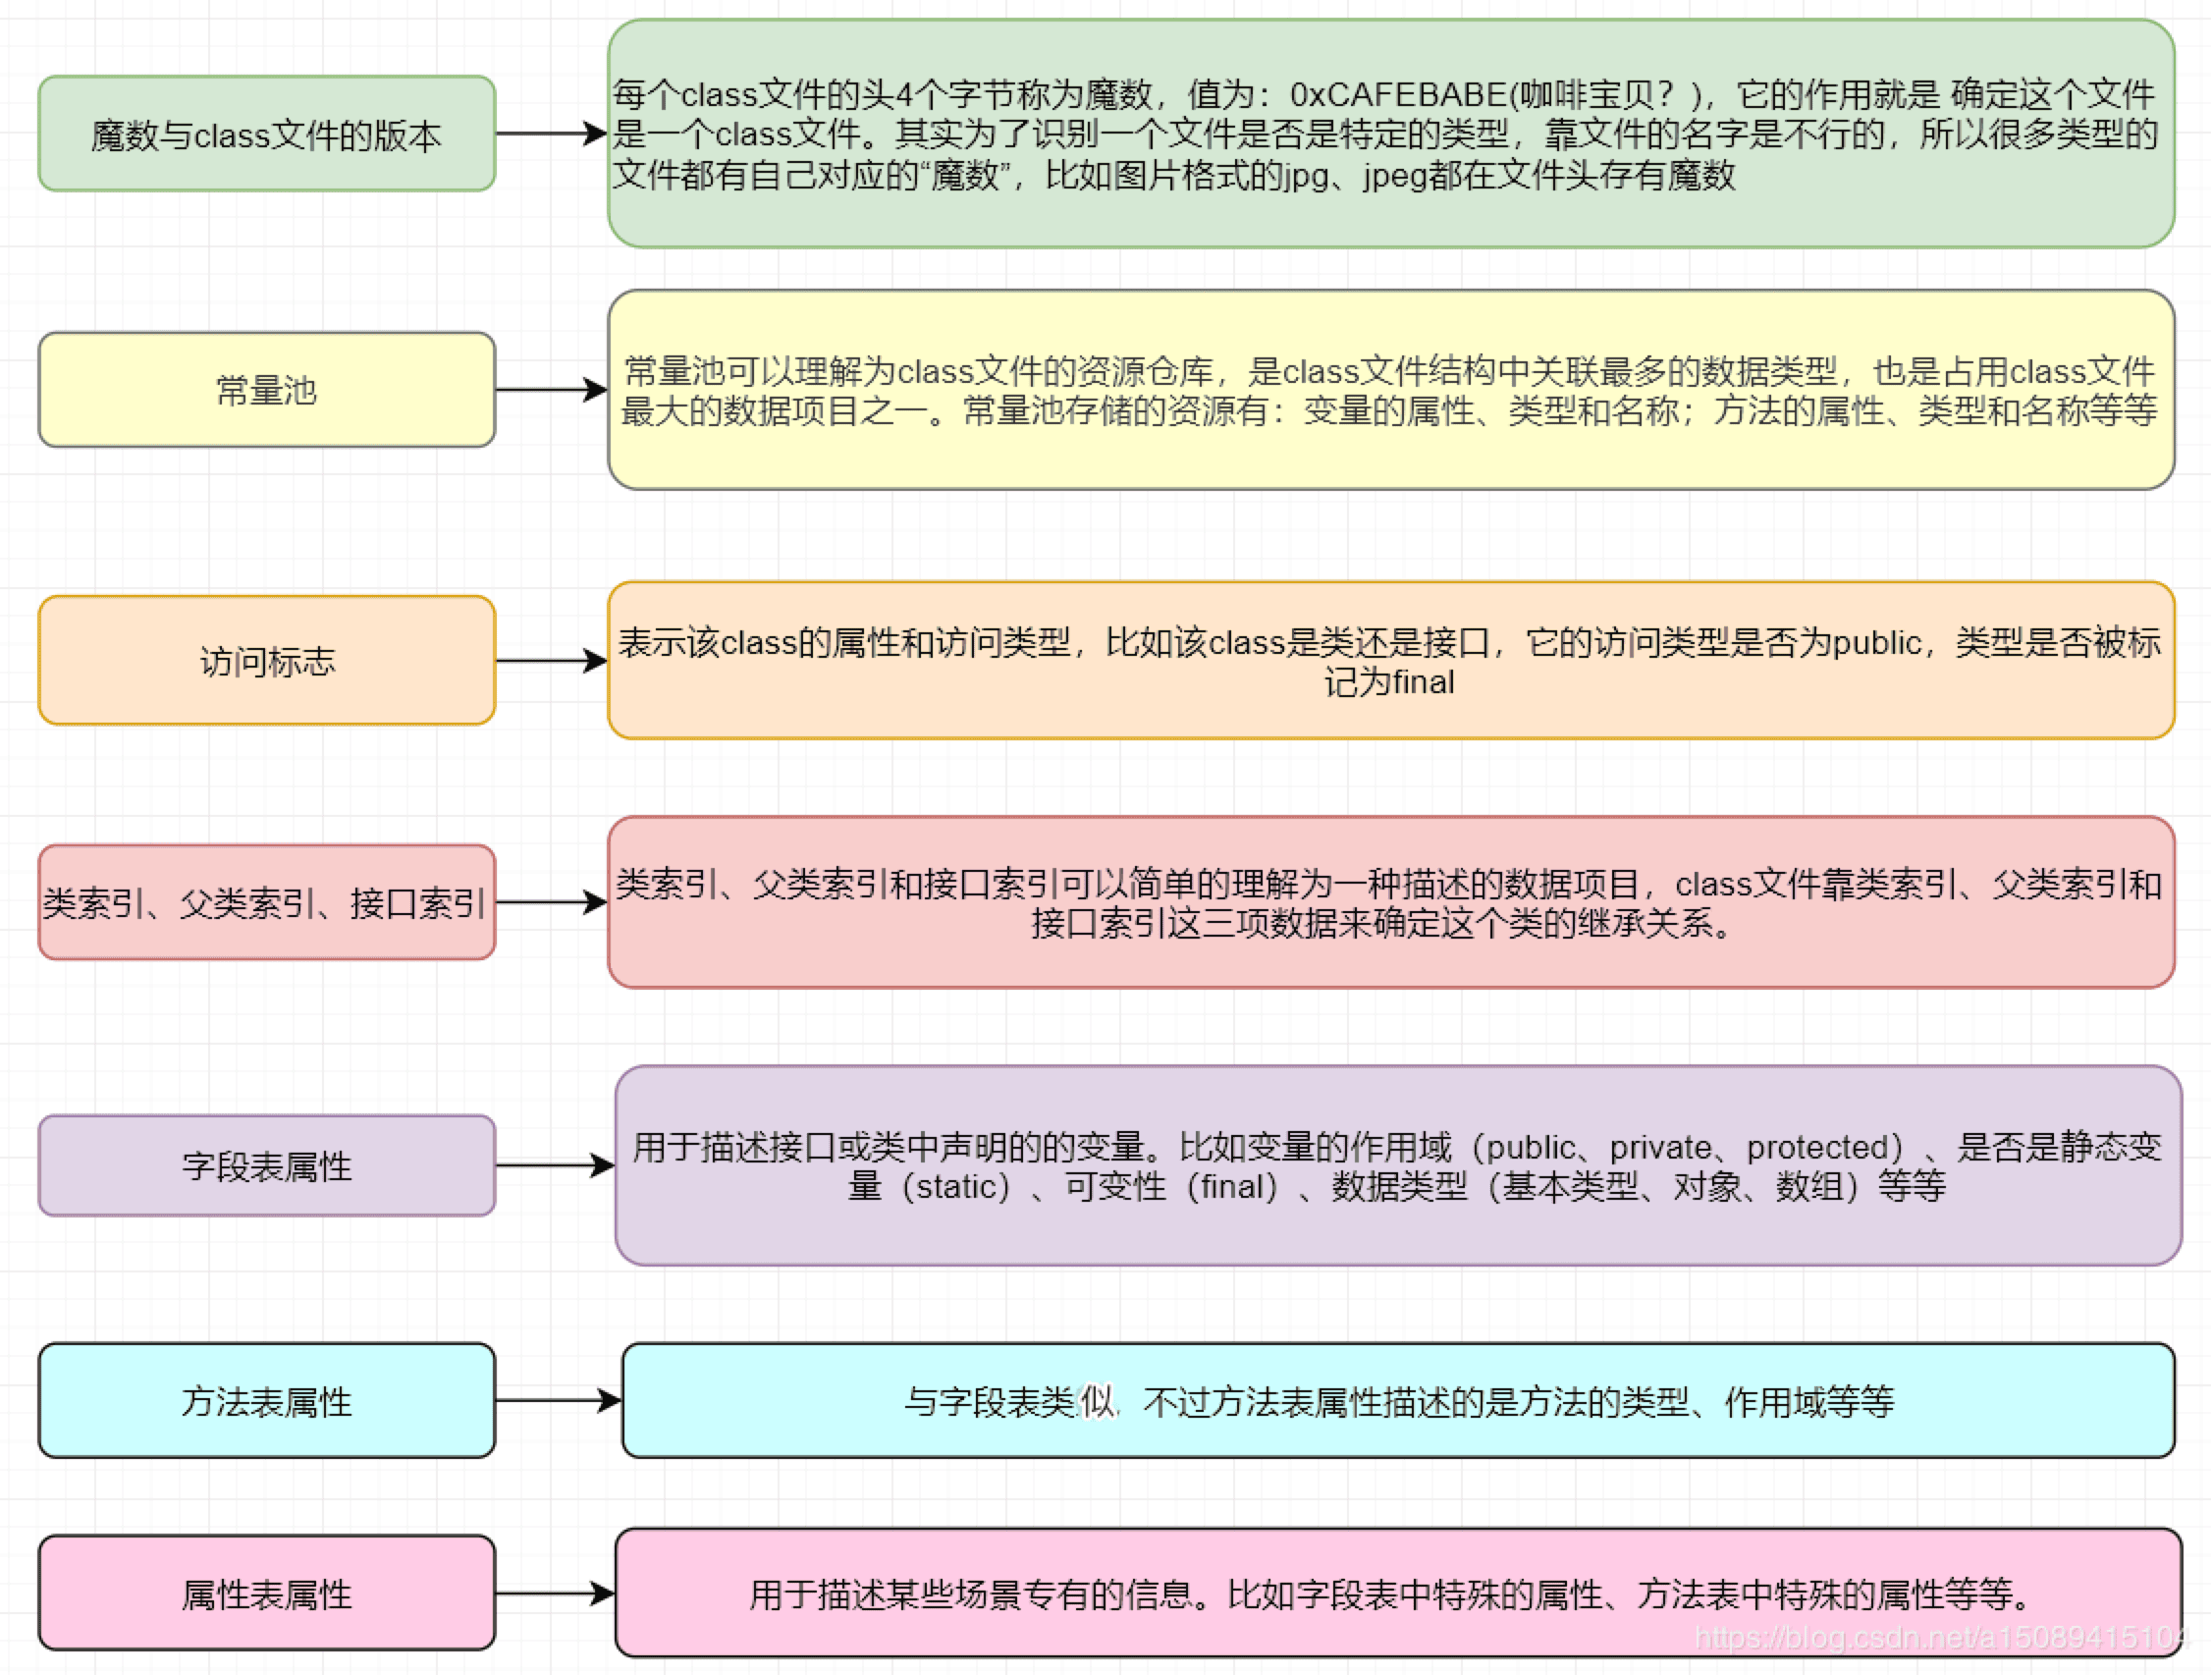 魔数与class文件的版本
每个class文件的头4个字节称为魔数，值为：0xCAFEBABE(咖啡宝贝？)，它的作用就是 确定这个文件
是一个class文件。其实为了识别一个文件是否是特定的类型，靠文件的名字是不行的，所以很多类型的
文件都有自己对应的“魔数”，比如图片格式的jpg、jpeg都在文件头存有魔数
常量池
常量池可以理解为class文件的资源仓库，是class文件结构中关联最多的数据类型，也是占用class文件
最大的数据项目之一。常量池存储的资源有：变量的属性、类型和名称；方法的属性、类型和名称等等
访问标志
表示该class的属性和访问类型，比如该class是类还是接口，它的访问类型是否为public，类型是否被标
记为final
类索引、父类索引、接口索引
类索引、父类索引和接口索引可以简单的理解为一种描述的数据项目，class文件靠类索引、父类索引和
接口索引这三项数据来确定这个类的继承关系。
字段表属性
用于描述接口或类中声明的的变量。比如变量的作用域（public、private、protected）、是否是静态变
量（static）、可变性（final）、数据类型（基本类型、对象、数组）等等
方法表属性
与字段表类似，不过方法表属性描述的是方法的类型、作用域等等
属性表属性
用于描述某些场景专有的信息。比如字段表中特殊的属性、方法表中特殊的属性等等。
https://blog.csdn.net/a15089415104